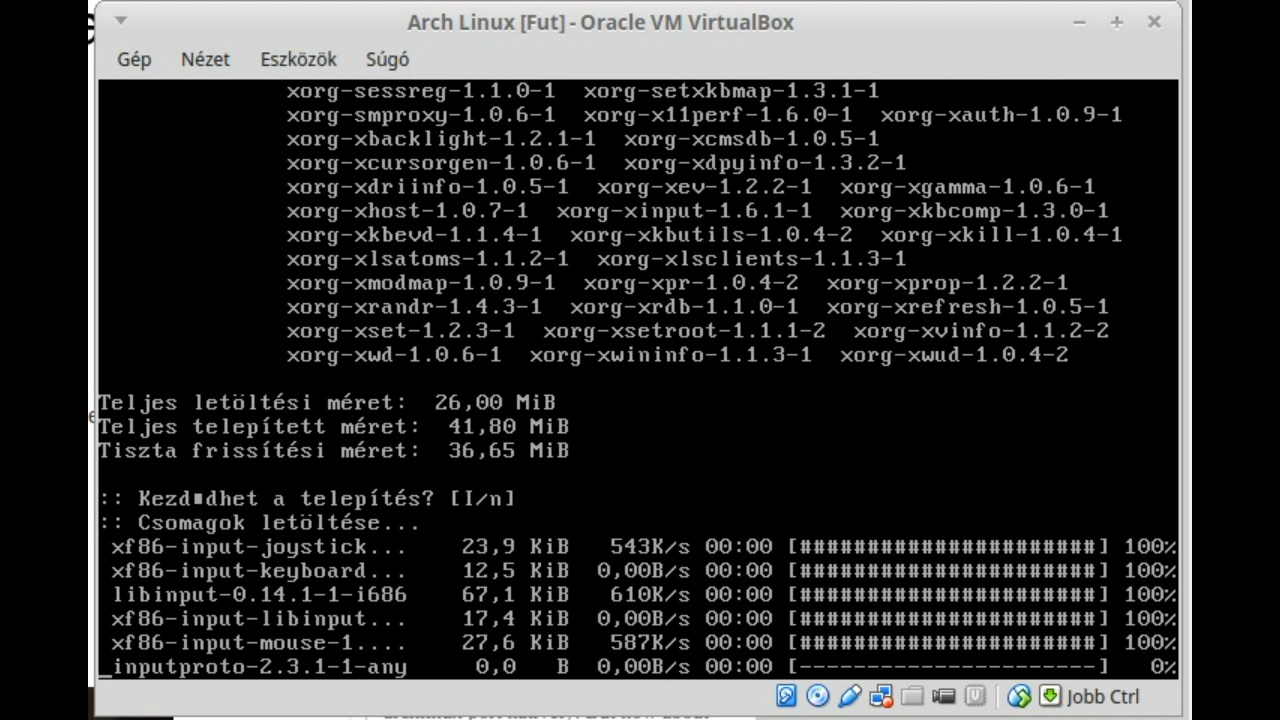 Arch Linux [Fut] - Oracle VM VirtualBox
Gép Nézet Eszközök Súgó
xorg-sessreg-1.1.0-1 xorg-setxkbmap-1.3.1-1
xorg-smproxy-1.0.6-1 xorg-x11perf-1.6.0-1 xorg-xauth-1.0.9-1
xorg-xbacklight-1.2.1-1 xorg-xcmsdb-1.0.5-1
xorg-xcursorgen-1.0.6-1 xorg-xdpyinfo-1.3.2-1
xorg-xdriinfo-1.0.5-1 xorg-xev-1.2.2-1 xorg-xgamma-1.0.6-1
xorg-xhost-1.0.7-1 xorg-xinput-1.6.1-1 xorg-xkbcomp-1.3.0-1
xorg-xkbevd-1.1.4-1 xorg-xkbutils-1.0.4-2 xorg-xkill-1.0.4-1
xorg-xlsatoms-1.1.2-1 xorg-xlsclients-1.1.3-1
xorg-xmodmap-1.0.9-1 xorg-xpr-1.0.4-2 xorg-xprop-1.2.2-1
xorg-xrandr-1.4.3-1 xorg-xrdb-1.1.0-1 xorg-xrefresh-1.0.5-1
xorg-xset-1.2.3-1 xorg-xsetroot-1.1.1-2 xorg-xvinfo-1.1.2-2
xorg-xwd-1.0.6-1 xorg-xwininfo-1.1.3-1 xorg-xwud-1.0.4-2
Teljes letöltési méret: 26,00 MiB
Teljes telepített méret: 41,80 MiB
Tiszta frissítési méret: 36,65 MiB
:: Kezd∎dhet a telepítés? [I/n]
:: Csomagok letöltése...
xf86-input-joystick... 23,9 KiB 543K/s 00:00 [#######################] 100%
xf86-input-keyboard... 12,5 KiB 0,00B/s 00:00 [#######################] 100%
libinput-0.14.1-1-i686 67,1 KiB 610K/s 00:00 [#######################] 100%
xf86-input-libinput... 17,4 KiB 0,00B/s 00:00 [#######################] 100%
xf86-input-mouse-1.... 27,6 KiB 587K/s 00:00 [#######################] 100%
_inputproto-2.3.1-1-any 0,0 B 0,00B/s 00:00 [----------------------] 0%
Jobb Ctrl